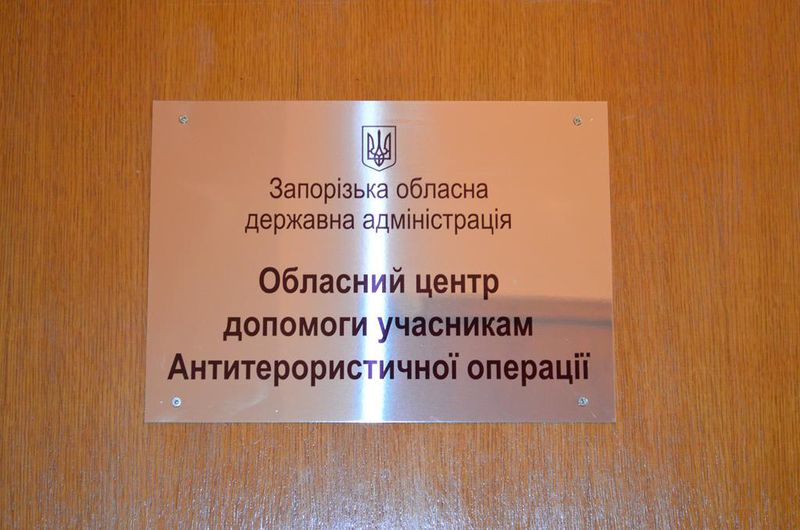 Запорізька обласна
державна адміністрація
Обласний центр
допомоги учасникам
Антитерористичної операції